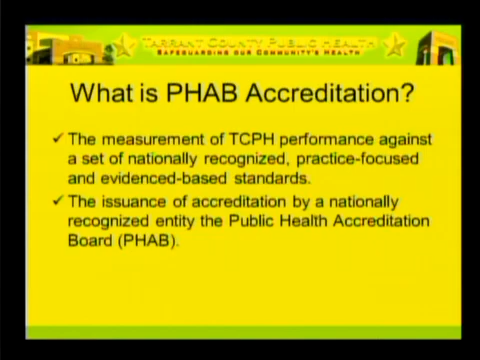 TARRANT COUNTY PUBLIC HEALTH
SAFEGUARDING OUR COMMUNITY'S HEALTH
What is PHAB Accreditation?
✓ The measurement of TCPH performance against
a set of nationally recognized, practice-focused
and evidenced-based standards.
✓ The issuance of accreditation by a nationally
recognized entity the Public Health Accreditation
Board (PHAB).